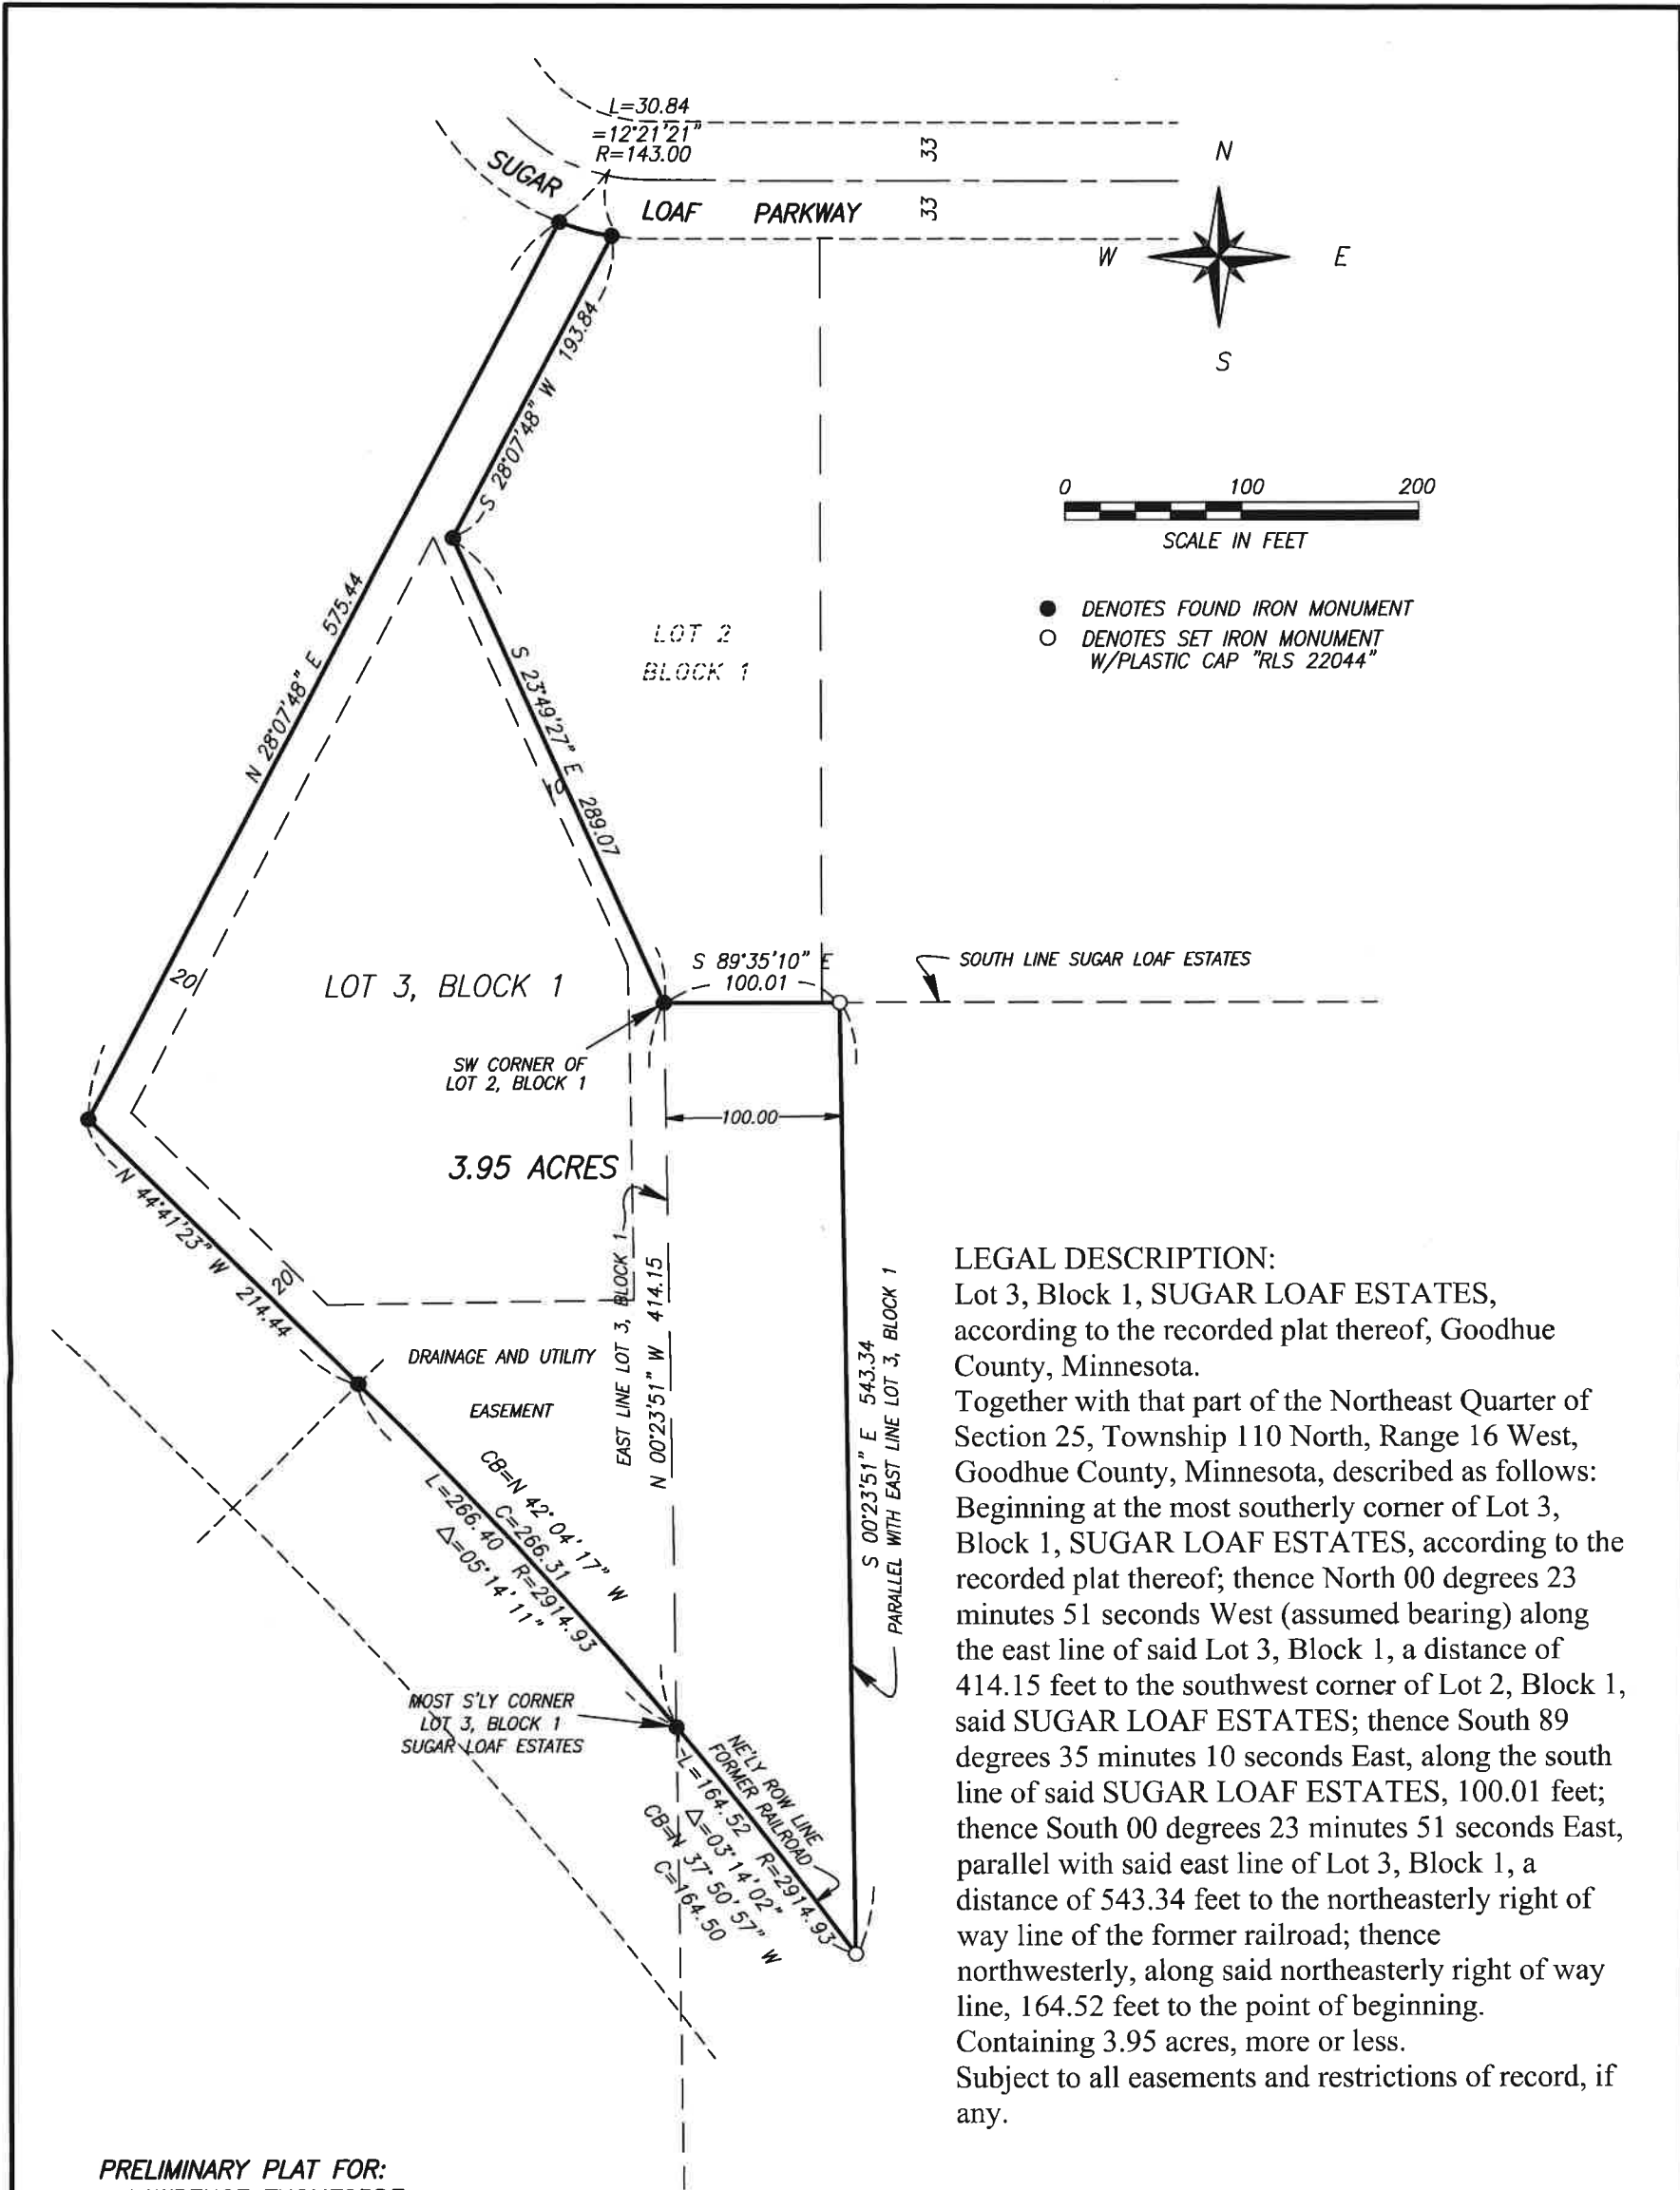 L=30.84
=12°21'21"
R=143.00
33
N
SUGAR
LOAF PARKWAY
33
W
E
S
S 28°07'48" W 193.84
0 100 200
SCALE IN FEET
N 28°07'48" E 575.44
DENOTES FOUND IRON MONUMENT
DENOTES SET IRON MONUMENT
W/PLASTIC CAP "RLS 22044"
LOT 2
BLOCK 1
S 23°49'27" E 289.07
S 89°35'10" E
100.01
SOUTH LINE SUGAR LOAF ESTATES
20
LOT 3, BLOCK 1
SW CORNER OF
LOT 2, BLOCK 1
100.00
3.95 ACRES
N 44°41'23" W 214.44
20
EAST LINE LOT 3, BLOCK 1
N 00°23'51" W 414.15
S 00°23'51" E 543.34
PARALLEL WITH EAST LINE LOT 3, BLOCK 1
DRAINAGE AND UTILITY
EASEMENT
CB=N 42°04'17" W
C=266.31
L=266.40 R=2914.93
Δ=05°14'11"
MOST S'LY CORNER
LOT 3, BLOCK 1
SUGAR LOAF ESTATES
NE'LY ROW LINE
FORMER RAILROAD
L=164.52 R=2914.93
Δ=03°14'02"
CB=N 37°50'57" W
C=164.50
LEGAL DESCRIPTION:
Lot 3, Block 1, SUGAR LOAF ESTATES,
according to the recorded plat thereof, Goodhue
County, Minnesota.
Together with that part of the Northeast Quarter of
Section 25, Township 110 North, Range 16 West,
Goodhue County, Minnesota, described as follows:
Beginning at the most southerly corner of Lot 3,
Block 1, SUGAR LOAF ESTATES, according to the
recorded plat thereof; thence North 00 degrees 23
minutes 51 seconds West (assumed bearing) along
the east line of said Lot 3, Block 1, a distance of
414.15 feet to the southwest corner of Lot 2, Block 1,
said SUGAR LOAF ESTATES; thence South 89
degrees 35 minutes 10 seconds East, along the south
line of said SUGAR LOAF ESTATES, 100.01 feet;
thence South 00 degrees 23 minutes 51 seconds East,
parallel with said east line of Lot 3, Block 1, a
distance of 543.34 feet to the northeasterly right of
way line of the former railroad; thence
northwesterly, along said northeasterly right of way
line, 164.52 feet to the point of beginning.
Containing 3.95 acres, more or less.
Subject to all easements and restrictions of record, if
any.
PRELIMINARY PLAT FOR: